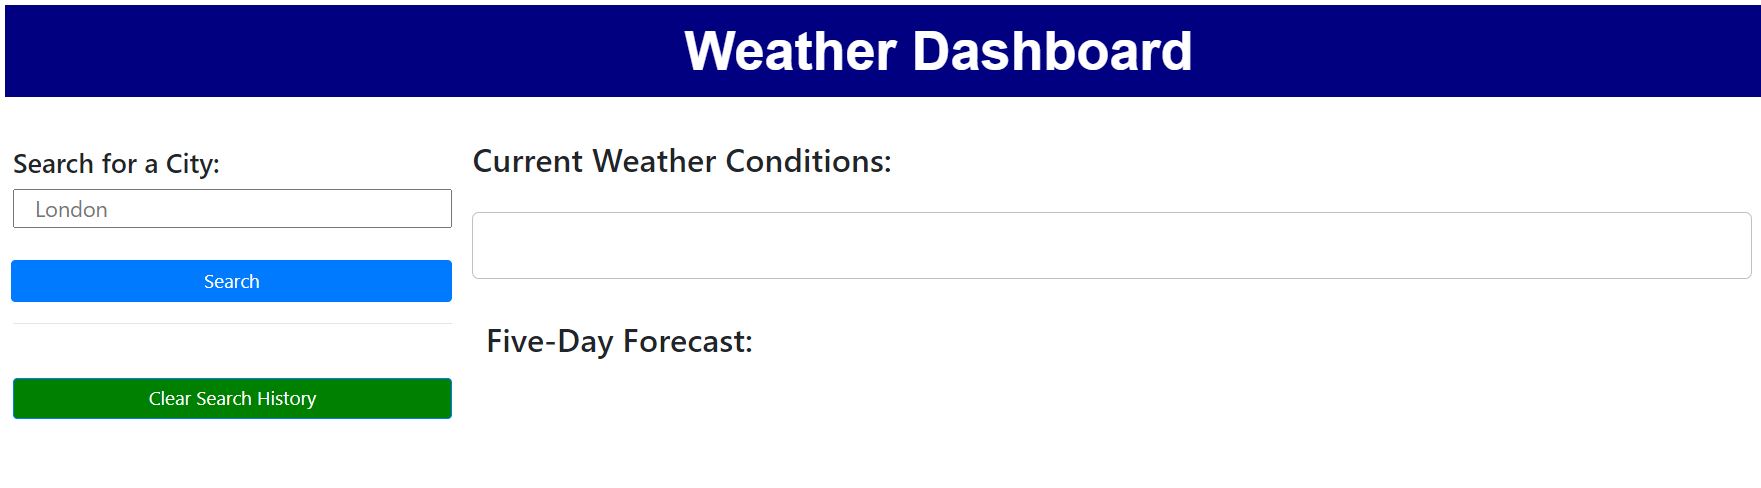 Weather Dashboard
Search for a City:
London
Search
Clear Search History
Current Weather Conditions:
Five-Day Forecast: